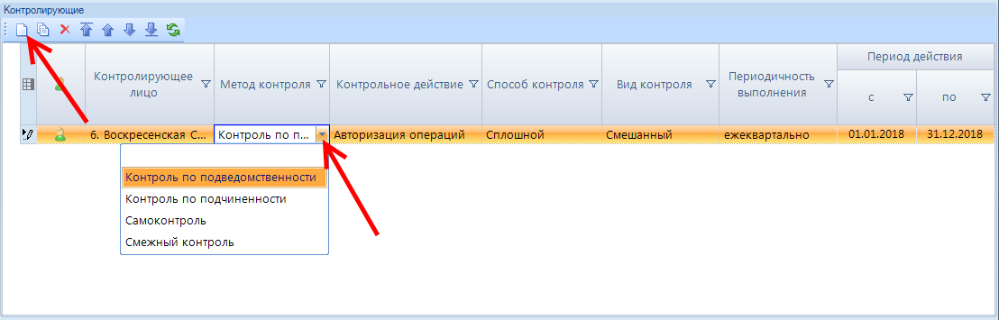 Контролирующие
Период действия
Контролирующее
лицо
Метод контроля
Контрольное действие
Способ контроля
Вид контроля
Периодичность
выполнения
с
по
6. Воскресенская С... Контроль по п... Авторизация операций Сплошной Смешанный ежеквартально 01.01.2018 31.12.2018
Контроль по подведомственности
Контроль по подчиненности
Самоконтроль
Смежный контроль